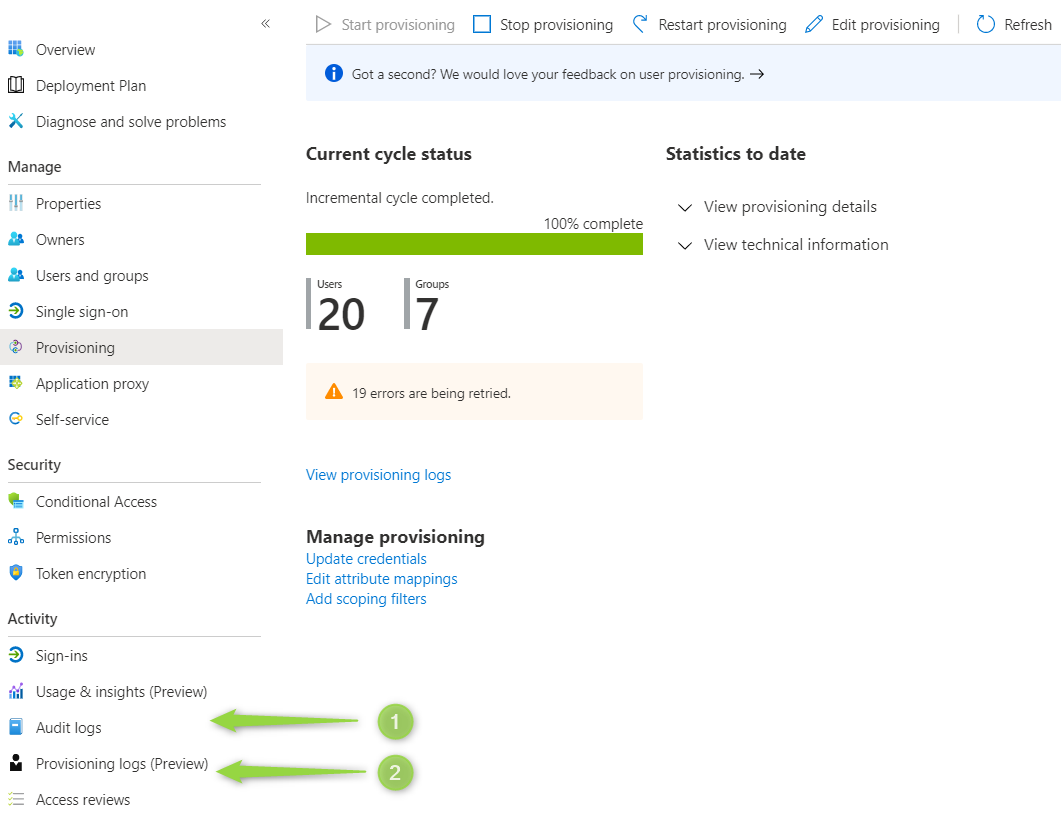 «
Overview
Deployment Plan
Diagnose and solve problems
Manage
Properties
Owners
Users and groups
Single sign-on
Provisioning
Application proxy
Self-service
Security
Conditional Access
Permissions
Token encryption
Activity
Sign-ins
Usage & insights (Preview)
Audit logs
Provisioning logs (Preview)
Access reviews
Start provisioning Stop provisioning Restart provisioning Edit provisioning Refresh
Got a second? We would love your feedback on user provisioning. →
Current cycle status
Incremental cycle completed.
100% complete
Users Groups
20 7
19 errors are being retried.
View provisioning logs
Manage provisioning
Update credentials
Edit attribute mappings
Add scoping filters
Statistics to date
View provisioning details
View technical information
1
2